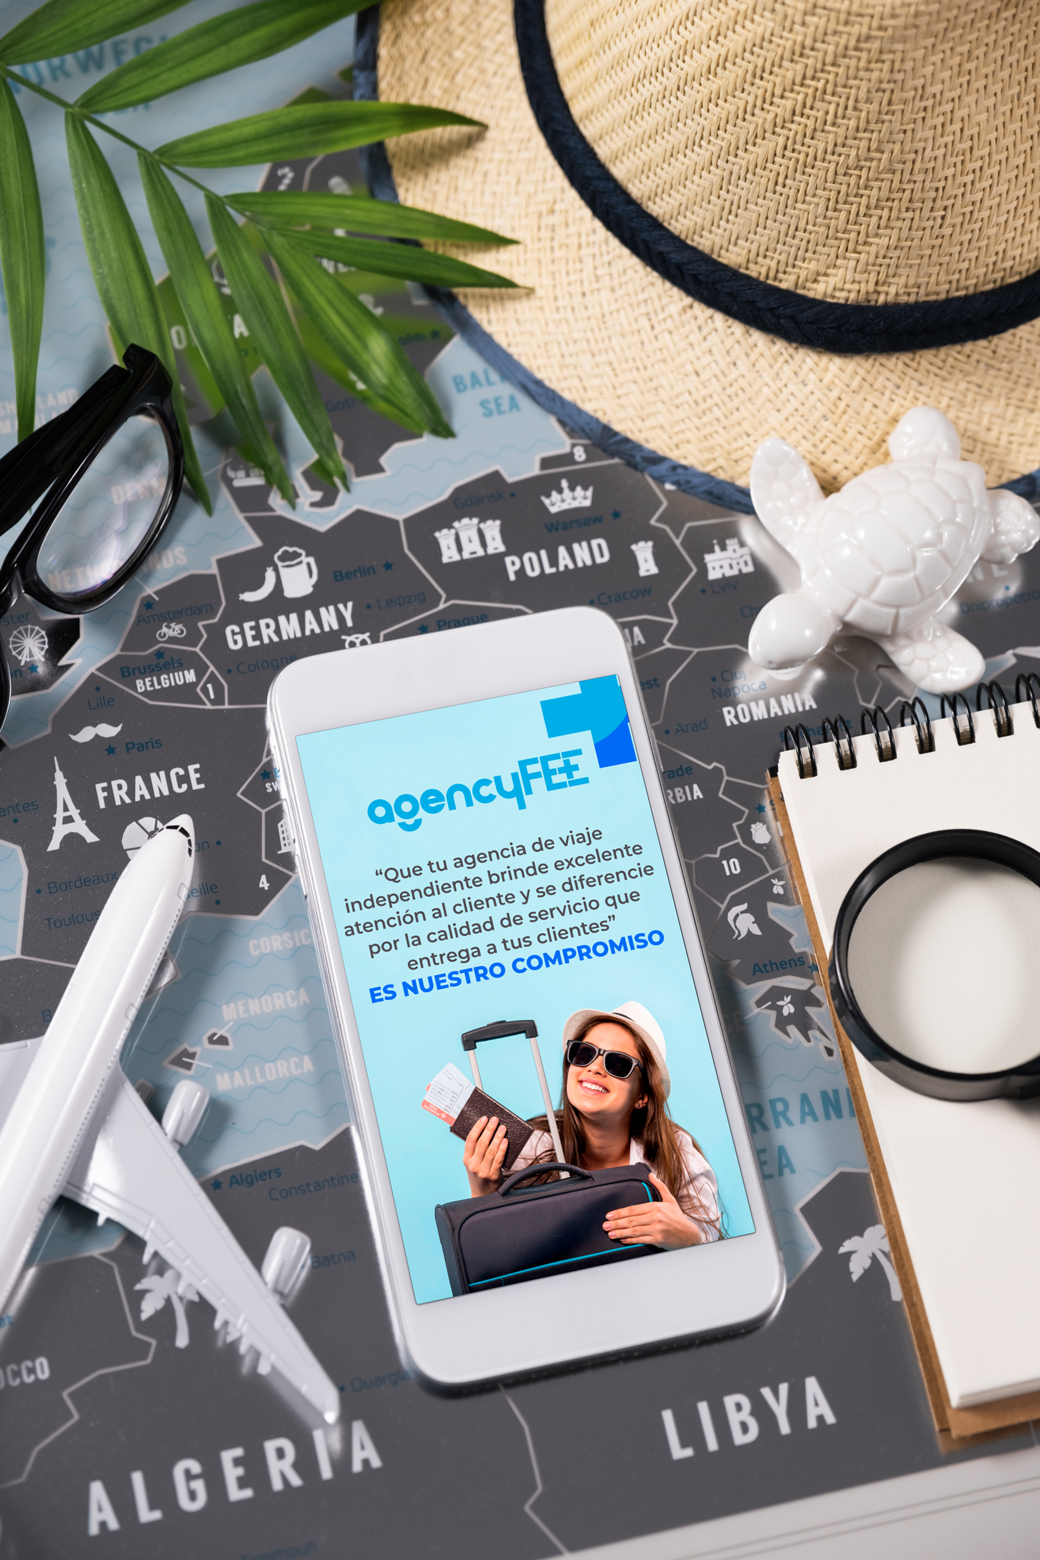 BAL
SEA
8
Gdansk
Warsaw
POLAND
Berlin
GERMANY
Leipzig
Cracow
Lviv
Amsterdam
Prague
Cologne
Brussels
BELGIUM
1
Lille
Cluj
Napoca
ROMANIA
Arad
Paris
FRANCE
agencyFEE
“Que tu agencia de viaje
independiente brinde excelente
atención al cliente y se diferencie
por la calidad de servicio que
entrega a tus clientes”
ES NUESTRO COMPROMISO
10
4
Bordeaux
CORSIC
Athens
MENORCA
MALLORCA
Algiers
Constantine
Batna
Ouargla
ALGERIA
LIBYA